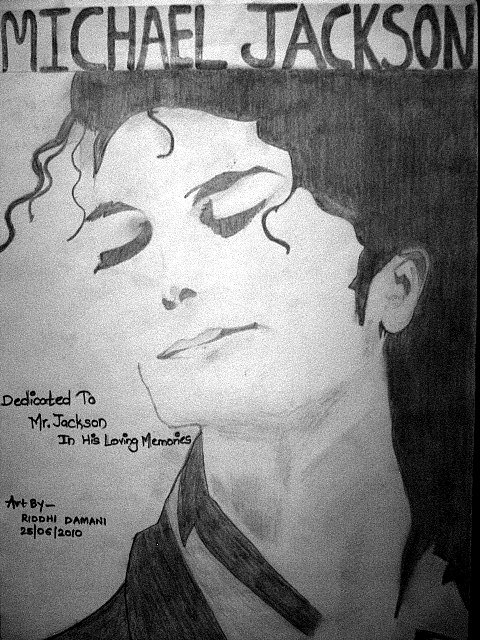 MICHAEL JACKSON
Dedicated To
Mr. Jackson
In His Loving Memories
Art By-
RIDDHI DAMANI
25/06/2010